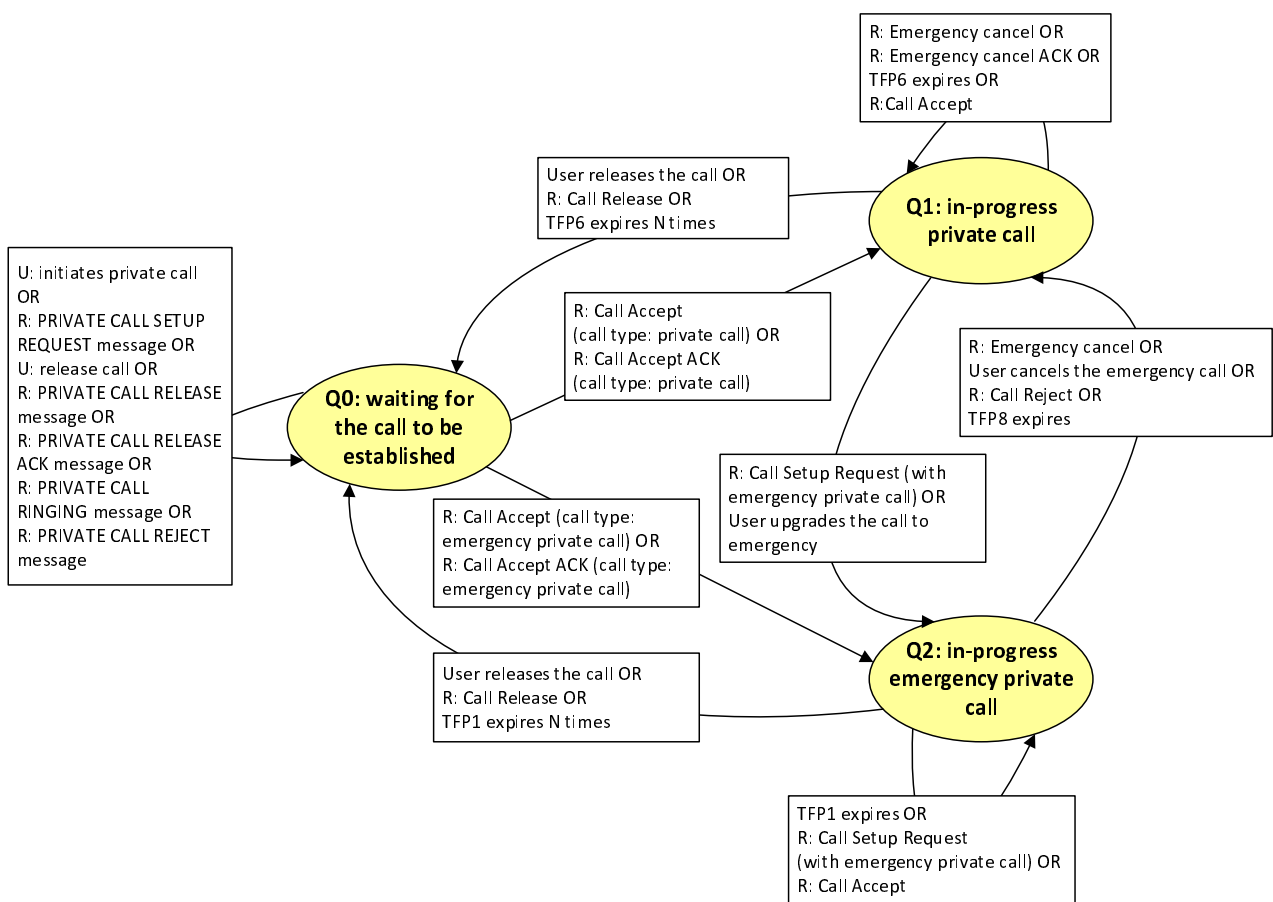 R: Emergency cancel OR
R: Emergency cancel ACK OR
TFP6 expires OR
R:Call Accept
User releases the call OR
R: Call Release OR
TFP6 expires N times
Q1: in-progress
private call
U: initiates private call
OR
R: PRIVATE CALL SETUP
REQUEST message OR
U: release call OR
R: PRIVATE CALL RELEASE
message OR
R: PRIVATE CALL RELEASE
ACK message OR
R: PRIVATE CALL
RINGING message OR
R: PRIVATE CALL REJECT
message
R: Call Accept
(call type: private call) OR
R: Call Accept ACK
(call type: private call)
R: Emergency cancel OR
User cancels the emergency call OR
R: Call Reject OR
TFP8 expires
Q0: waiting for
the call to be
established
R: Call Setup Request (with
emergency private call) OR
User upgrades the call to
emergency
R: Call Accept (call type:
emergency private call) OR
R: Call Accept ACK (call type:
emergency private call)
Q2: in-progress
emergency private
call
User releases the call OR
R: Call Release OR
TFP1 expires N times
TFP1 expires OR
R: Call Setup Request
(with emergency private call) OR
R: Call Accept